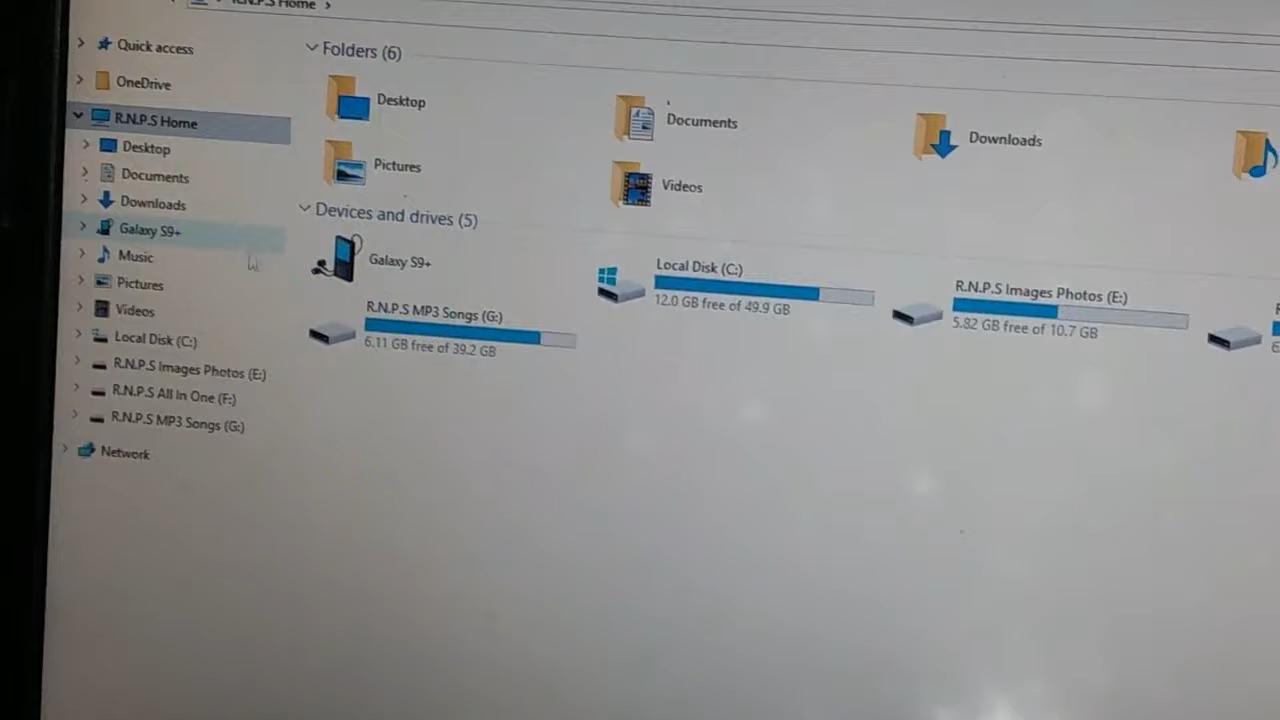 R.N.P.S Home
Quick access
OneDrive
R.N.P.S Home
Desktop
Documents
Downloads
Galaxy S9+
Music
Pictures
Videos
Local Disk (C:)
R.N.P.S Images Photos (E:)
R.N.P.S All In One (F:)
R.N.P.S MP3 Songs (G:)
Network
Folders (6)
Desktop
Documents
Downloads
Pictures
Videos
Devices and drives (5)
Galaxy S9+
Local Disk (C:)
12.0 GB free of 49.9 GB
R.N.P.S Images Photos (E:)
5.82 GB free of 10.7 GB
R.N.P.S MP3 Songs (G:)
6.11 GB free of 39.2 GB